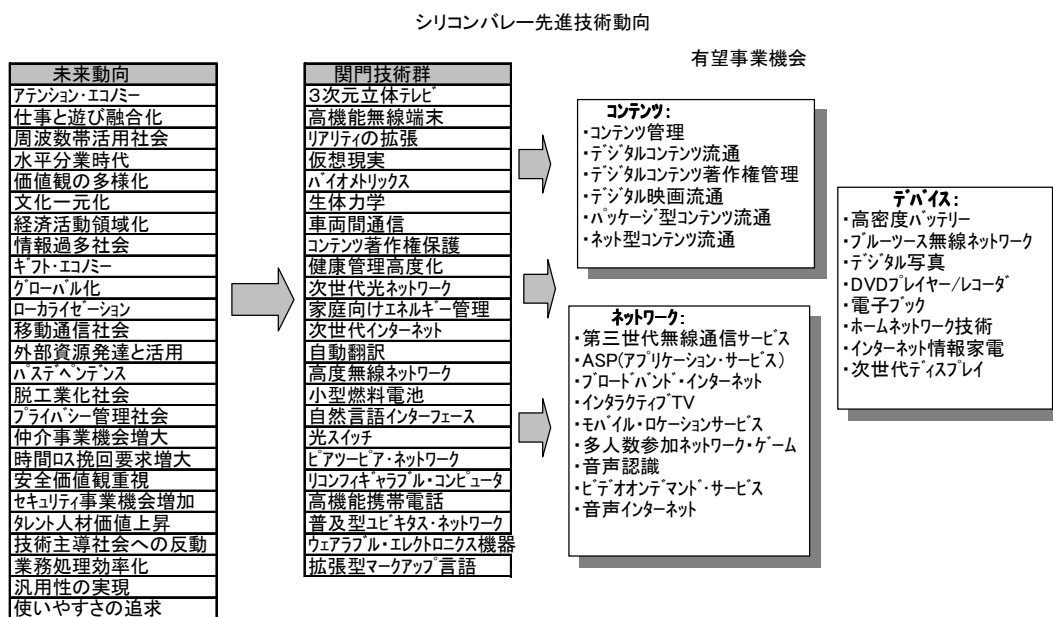 シリコンバレー先進技術動向
有望事業機会
未来動向
アテンション・エコノミー
仕事と遊び融合化
周波数帯活用社会
水平分業時代
価値観の多様化
文化一元化
経済活動領域化
情報過多社会
ギフト・エコノミー
グローバル化
ローカライゼーション
移動通信社会
外部資源発達と活用
パスデペンデンス
脱工業化社会
プライバシー管理社会
仲介事業機会増大
時間ロス挽回要求増大
安全価値観重視
セキュリティ事業機会増加
タレント人材価値上昇
技術主導社会への反動
業務処理効率化
汎用性の実現
使いやすさの追求
関門技術群
3次元立体テレビ
高機能無線端末
リアリティの拡張
仮想現実
バイオメトリックス
生体力学
車両間通信
コンテンツ著作権保護
健康管理高度化
次世代光ネットワーク
家庭向けエネルギー管理
次世代インターネット
自動翻訳
高度無線ネットワーク
小型燃料電池
自然言語インターフェース
光スイッチ
ピアツーピア・ネットワーク
リコンフィギャラブル・コンピュータ
高機能携帯電話
普及型ユビキタス・ネットワーク
ウェアラブル・エレクトロニクス機器
拡張型マークアップ言語
コンテンツ:
・コンテンツ管理
・デジタルコンテンツ流通
・デジタルコンテンツ著作権管理
・デジタル映画流通
・パッケージ型コンテンツ流通
・ネット型コンテンツ流通
ネットワーク:
・第三世代無線通信サービス
・ASP(アプリケーション・サービス)
・ブロードバンド・インターネット
・インタラクティブTV
・モバイル・ロケーションサービス
・多人数参加ネットワーク・ゲーム
・音声認識
・ビデオオンデマンド・サービス
・音声インターネット
デバイス:
・高密度バッテリー
・ブルーツース無線ネットワーク
・デジタル写真
・DVDプレイヤー/レコーダ
・電子ブック
・ホームネットワーク技術
・インターネット情報家電
・次世代ディスプレイ